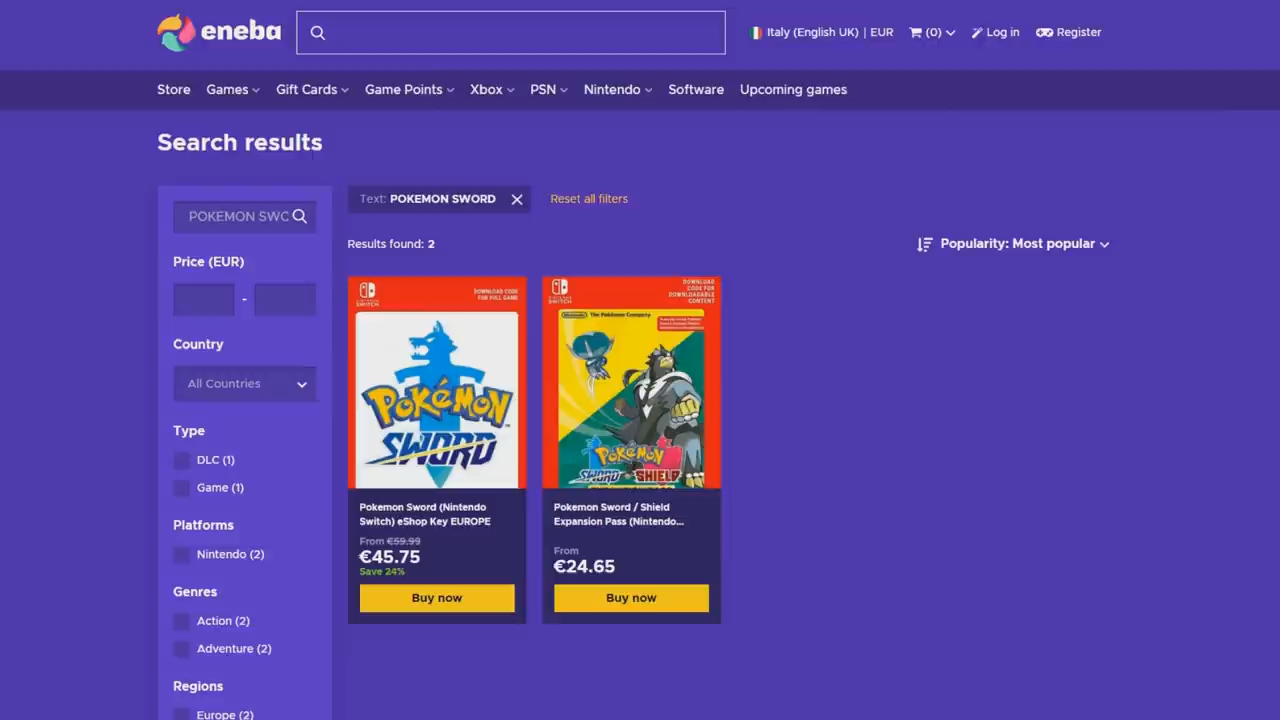 eneba
Italy (English UK) | EUR
(0)
Log in
Register
Store
Games
Gift Cards
Game Points
Xbox
PSN
Nintendo
Software
Upcoming games
Search results
POKEMON SWC
Text: POKEMON SWORD
Reset all filters
Results found: 2
Popularity: Most popular
Price (EUR)
-
Country
All Countries
Type
DLC (1)
Game (1)
Platforms
Nintendo (2)
Genres
Action (2)
Adventure (2)
Regions
Europe (2)
NINTENDO
SWITCH
DOWNLOAD CODE
FOR FULL GAME
POKéMON
SWORD
Pokemon Sword (Nintendo
Switch) eShop Key EUROPE
From €59.99
€45.75
Save 24%
Buy now
NINTENDO
SWITCH
DOWNLOAD
CODE FOR
DOWNLOADABLE
CONTENT
Nintendo
The Pokémon Company
POKéMON
SWORD
SHIELD
Pokemon Sword / Shield
Expansion Pass (Nintendo...
From
€24.65
Buy now